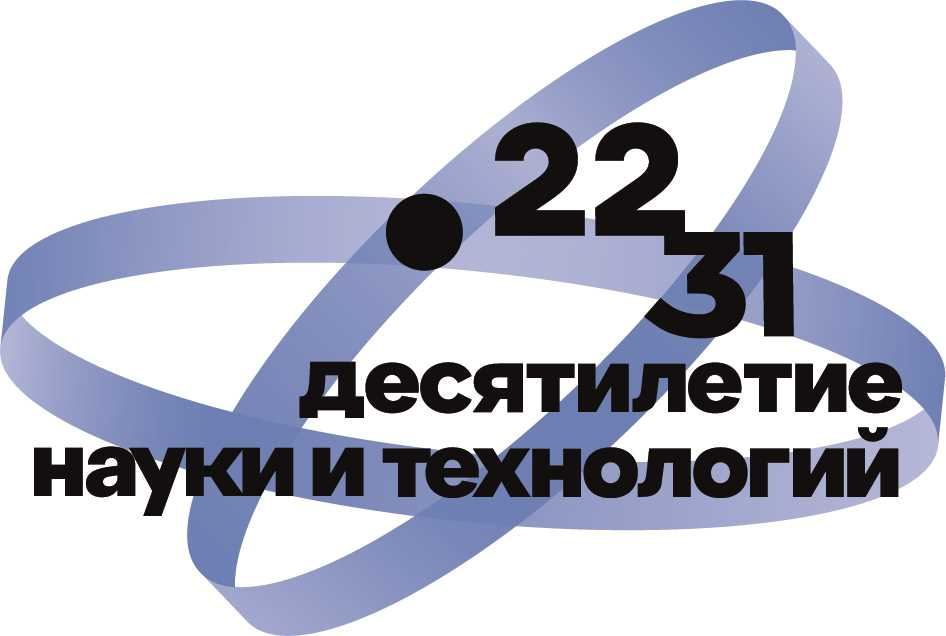 .22
31
десятилетие
науки и технологий